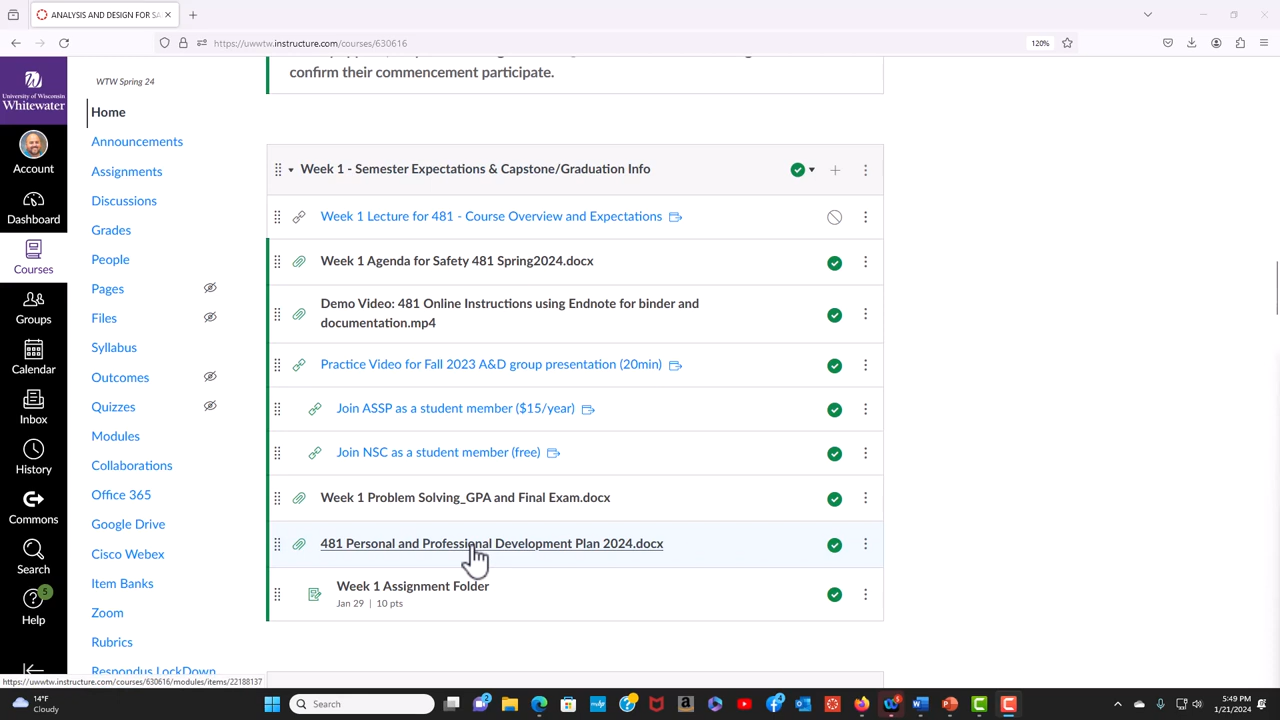 ANALYSIS AND DESIGN FOR SA
https://uwwtw.instructure.com/courses/630616
120%
confirm their commencement participate.
University of Wisconsin
Whitewater
Account
Dashboard
Courses
Groups
Calendar
Inbox
History
Commons
Search
5
Help
WTW Spring 24
Home
Announcements
Assignments
Discussions
Grades
People
Pages
Files
Syllabus
Outcomes
Quizzes
Modules
Collaborations
Office 365
Google Drive
Cisco Webex
Item Banks
Zoom
Rubrics
Respondus LockDown
Week 1 - Semester Expectations & Capstone/Graduation Info
Week 1 Lecture for 481 - Course Overview and Expectations
Week 1 Agenda for Safety 481 Spring2024.docx
Demo Video: 481 Online Instructions using Endnote for binder and
documentation.mp4
Practice Video for Fall 2023 A&D group presentation (20min)
Join ASSP as a student member ($15/year)
Join NSC as a student member (free)
Week 1 Problem Solving_GPA and Final Exam.docx
481 Personal and Professional Development Plan 2024.docx
Week 1 Assignment Folder
Jan 29 | 10 pts
https://uwwtw.instructure.com/courses/630616/modules/items/22188137
14°F
Cloudy
Search
5:49 PM
1/21/2024